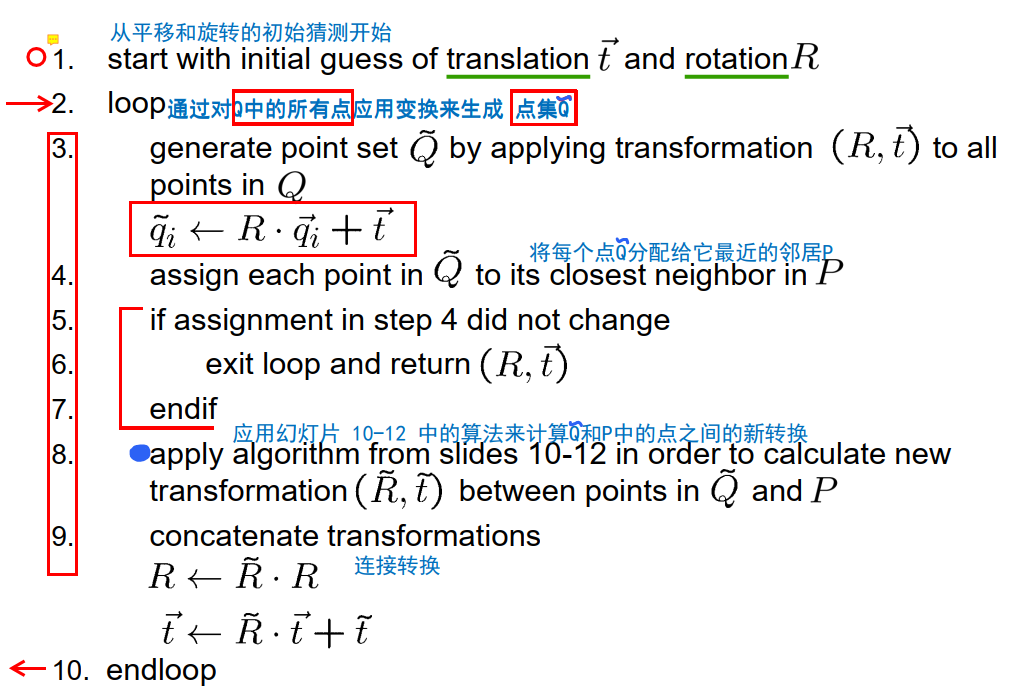 从平移和旋转的初始猜测开始
1. start with initial guess of translation $\vec{t}$ and rotation $R$
2. loop 通过对Q中的所有点应用变换来生成 点集Q̃
3. generate point set $\tilde{Q}$ by applying transformation $(R, \vec{t})$ to all
points in $Q$
$\tilde{q}_i \leftarrow R \cdot \vec{q}_i + \vec{t}$
将每个点Q̃分配给它最近的邻居P
4. assign each point in $\tilde{Q}$ to its closest neighbor in $P$
5. if assignment in step 4 did not change
6. exit loop and return $(R, \vec{t})$
7. endif
应用幻灯片 10-12 中的算法来计算Q̃和P中的点之间的新转换
8. apply algorithm from slides 10-12 in order to calculate new
transformation $(\tilde{R}, \tilde{t})$ between points in $\tilde{Q}$ and $P$
9. concatenate transformations
$R \leftarrow \tilde{R} \cdot R$ 连接转换
$\vec{t} \leftarrow \tilde{R} \cdot \vec{t} + \tilde{t}$
10. endloop